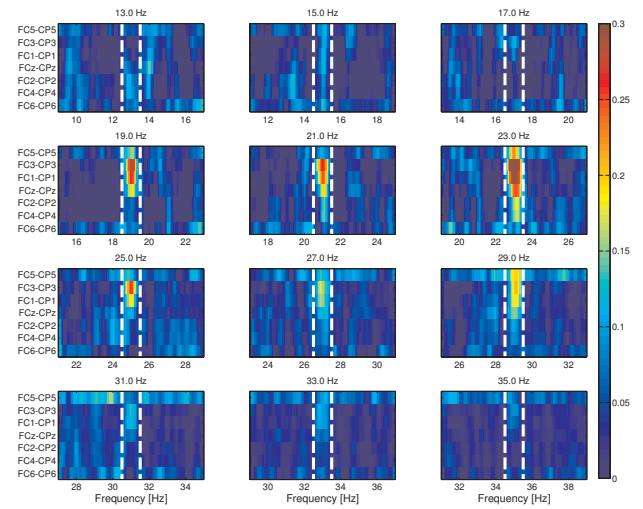 13.0 Hz 15.0 Hz 17.0 Hz
FC5-CP5
FC3-CP3
FC1-CP1
FCz-CPz
FC2-CP2
FC4-CP4
FC6-CP6
10 12 14 16 12 14 16 18 14 16 18 20
19.0 Hz 21.0 Hz 23.0 Hz
FC5-CP5
FC3-CP3
FC1-CP1
FCz-CPz
FC2-CP2
FC4-CP4
FC6-CP6
16 18 20 22 18 20 22 24 20 22 24 26
25.0 Hz 27.0 Hz 29.0 Hz
FC5-CP5
FC3-CP3
FC1-CP1
FCz-CPz
FC2-CP2
FC4-CP4
FC6-CP6
22 24 26 28 24 26 28 30 26 28 30 32
31.0 Hz 33.0 Hz 35.0 Hz
FC5-CP5
FC3-CP3
FC1-CP1
FCz-CPz
FC2-CP2
FC4-CP4
FC6-CP6
28 30 32 34 30 32 34 36 32 34 36 38
Frequency [Hz] Frequency [Hz] Frequency [Hz]
0.3
0.25
0.2
0.15
0.1
0.05
0